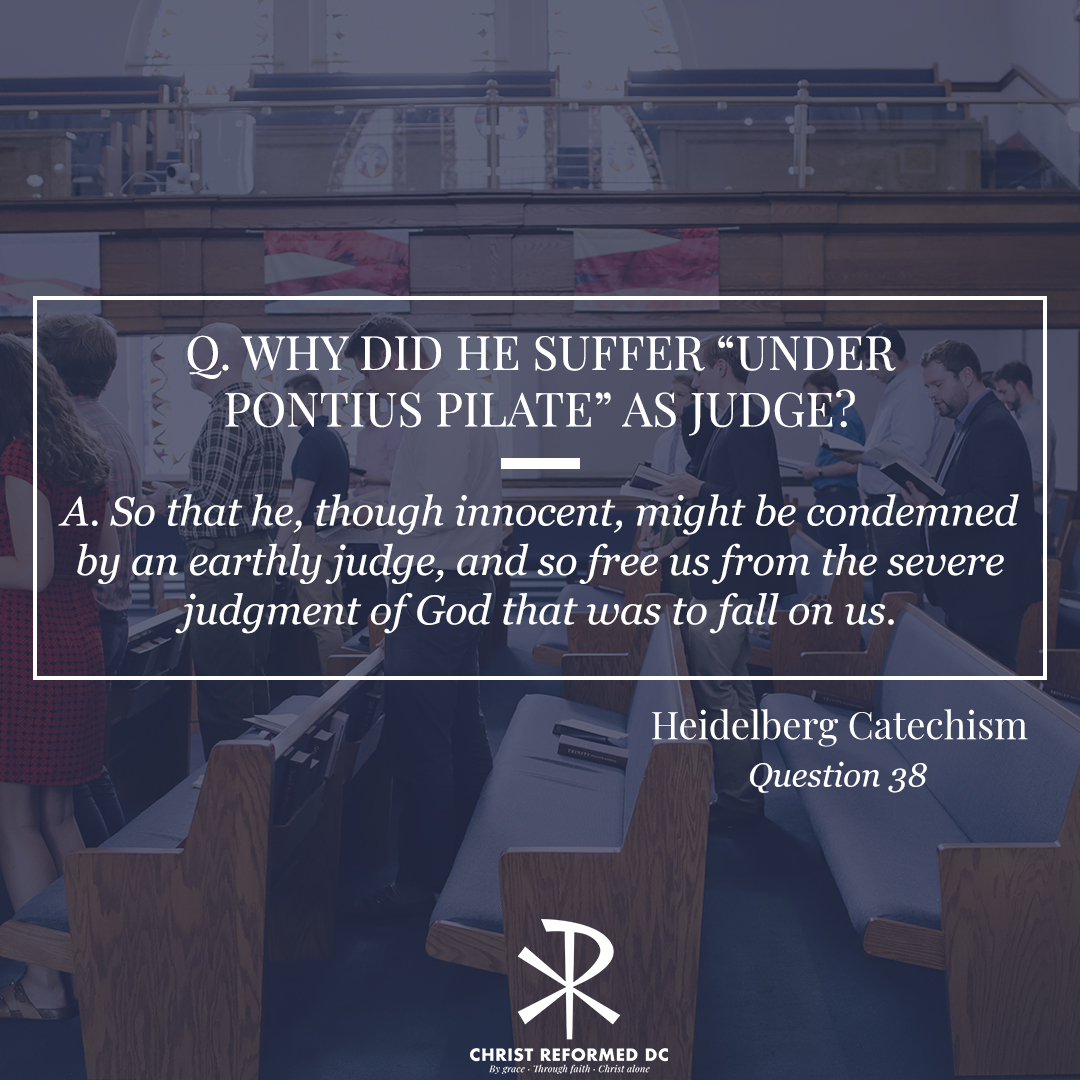 Q. WHY DID HE SUFFER “UNDER
PONTIUS PILATE” AS JUDGE?
A. So that he, though innocent, might be condemned
by an earthly judge, and so free us from the severe
judgment of God that was to fall on us.
Heidelberg Catechism
Question 38
CHRIST REFORMED DC
By grace · Through faith · Christ alone